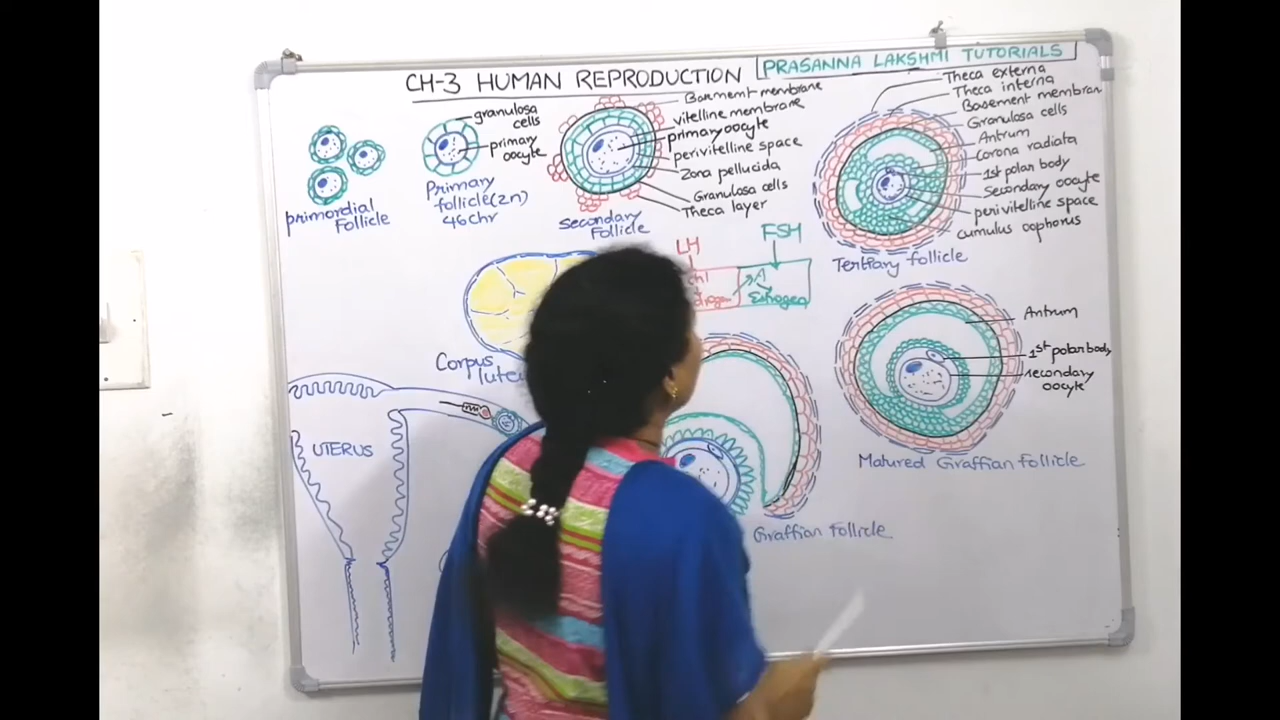 CH-3 HUMAN REPRODUCTION
PRASANNA LAKSHMI TUTORIALS
granulosa
cells
primary
oocyte
primordial
Follicle
Primary
follicle(2n)
46chr
Basement membrane
vitelline membrane
primary oocyte
perivitelline space
Zona pellucida
Granulosa cells
Theca layer
Secondary
Follicle
Theca externa
Theca interna
Basement membran
Granulosa cells
Antrum
Corona radiata
1st polar body
Secondary oocyte
perivitelline space
cumulus oophorus
Tertiary follicle
LH
FSH
A
Estrogen
Corpus
Antrum
1st polar body
secondary
oocyte
Matured Graffian follicle
UTERUS
Graffian follicle